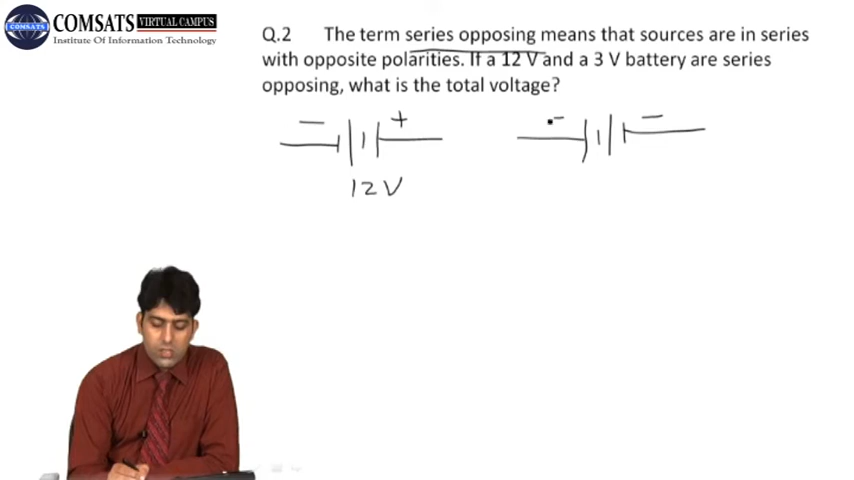 COMSATS VIRTUAL CAMPUS
Institute Of Information Technology
COMSATS
Q.2 The term series opposing means that sources are in series
with opposite polarities. If a 12 V and a 3 V battery are series
opposing, what is the total voltage?
− + − −
12 V